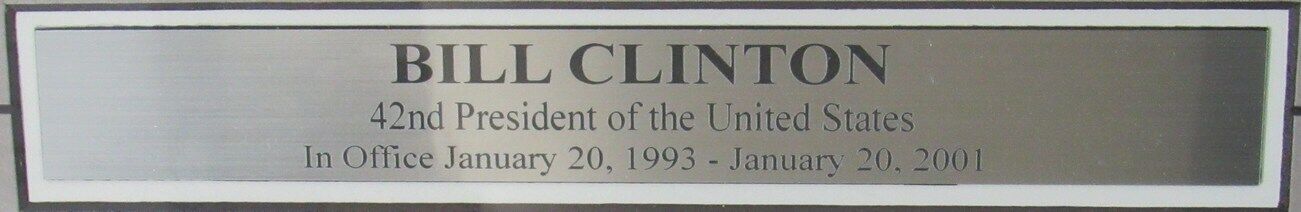 BILL CLINTON
42nd President of the United States
In Office January 20, 1993 - January 20, 2001